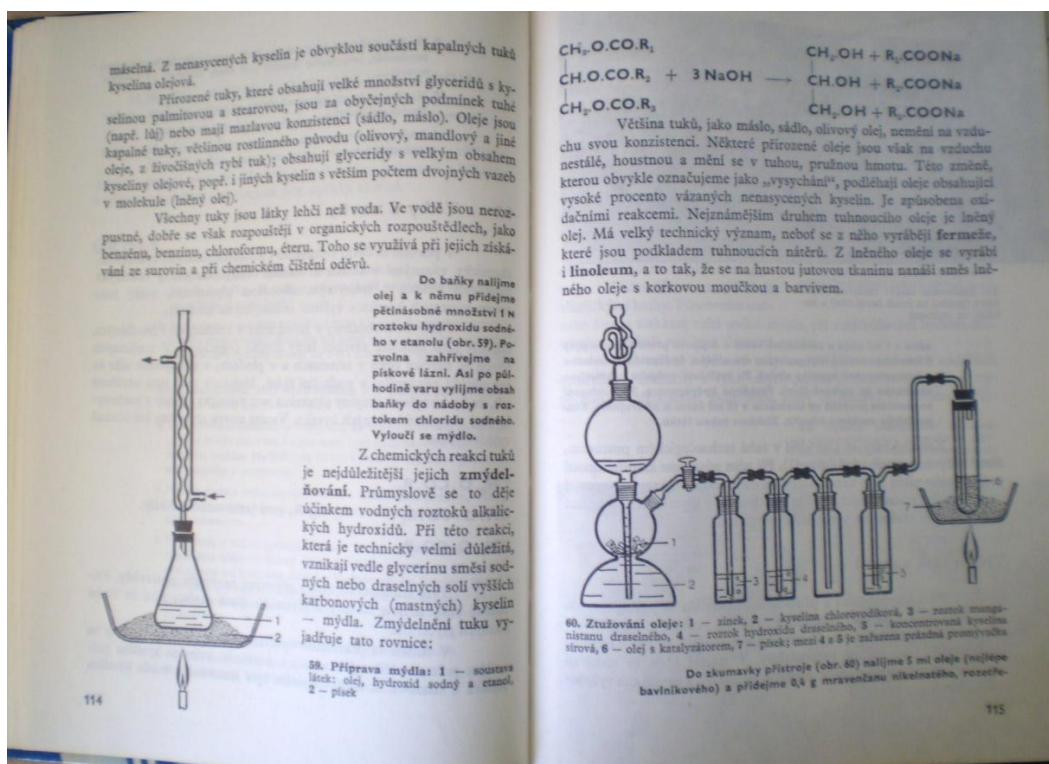 máselná. Z nenasycených kyselin je obvyklou součástí kapalných tuků
kyselina olejová.
Přirozené tuky, které obsahují velké množství glyceridů s ky-
selinou palmitovou a stearovou, jsou za obyčejných podmínek tuhé
(např. lůj) nebo mají mazlavou konzistenci (sádlo, máslo). Oleje jsou
kapalné tuky, většinou rostlinného původu (olivový, mandlový a jiné
oleje, z živočišných rybí tuk); obsahují glyceridy s velkým obsahem
kyseliny olejové, popř. i jiných kyselin s větším počtem dvojných vazeb
v molekule (lněný olej).
Všechny tuky jsou látky lehčí než voda. Ve vodě jsou neroz-
pustné, dobře se však rozpouštějí v organických rozpouštědlech, jako
benzénu, benzínu, chloroformu, éteru. Toho se využívá při jejich získá-
vání ze surovin a při chemickém čištění oděvů.
Do baňky nalijme
olej a k němu přidejme
pětinásobné množství 1 N
roztoku hydroxidu sodné-
ho v etanolu (obr. 59). Po-
zvolna zahřívejme na
pískové lázni. Asi po půl-
hodině varu vylijme obsah
baňky do nádoby s roz-
tokem chloridu sodného.
Vyloučí se mýdlo.
Z chemických reakcí tuků
je nejdůležitější jejich zmýdel-
ňování. Průmyslově se to děje
účinkem vodných roztoků alkalic-
kých hydroxidů. Při této reakci,
která je technicky velmi důležitá,
vznikají vedle glycerinu směsi sod-
ných nebo draselných solí vyšších
karbonových (mastných) kyselin
— mýdla. Zmýdelnění tuku vy-
jadřuje tato rovnice:
1
2
59. Příprava mýdla: 1 — soustava
látek: olej, hydroxid sodný a etanol,
2 — písek
114
CH₂.O.CO.R₁ CH₂.OH + R₁.COONa
CH.O.CO.R₂ + 3 NaOH → CH.OH + R₂.COONa
CH₂.O.CO.R₃ CH₂.OH + R₃.COONa
Většina tuků, jako máslo, sádlo, olivový olej, nemění na vzdu-
chu svou konzistenci. Některé přirozené oleje jsou však na vzduchu
nestálé, houstnou a mění se v tuhou, pružnou hmotu. Této změně,
kterou obvykle označujeme jako „vysychání“, podléhají oleje obsahující
vysoké procento vázaných nenasycených kyselin. Je způsobena oxi-
dačními reakcemi. Nejznámějším druhem tuhnoucího oleje je lněný
olej. Má velký technický význam, neboť se z něho vyrábějí fermeže,
které jsou podkladem tuhnoucích nátěrů. Z lněného oleje se vyrábí
i linoleum, a to tak, že se na hustou jutovou tkaninu nanáší směs lně-
ného oleje s korkovou moučkou a barvivem.
6
7
1
2
3
4
5
60. Ztužování oleje: 1 — zinek, 2 — kyselina chlorovodíková, 3 — roztok manga-
nistanu draselného, 4 — roztok hydroxidu draselného, 5 — koncentrovaná kyselina
sírová, 6 — olej s katalyzátorem, 7 — písek; mezi 4 a 5 je zařazena prázdná promývačka
Do zkumavky přístroje (obr. 60) nalijme 5 ml oleje (nejlépe
bavlníkového) a přidejme 0,4 g mravenčanu nikelnatého, rozetře-
115